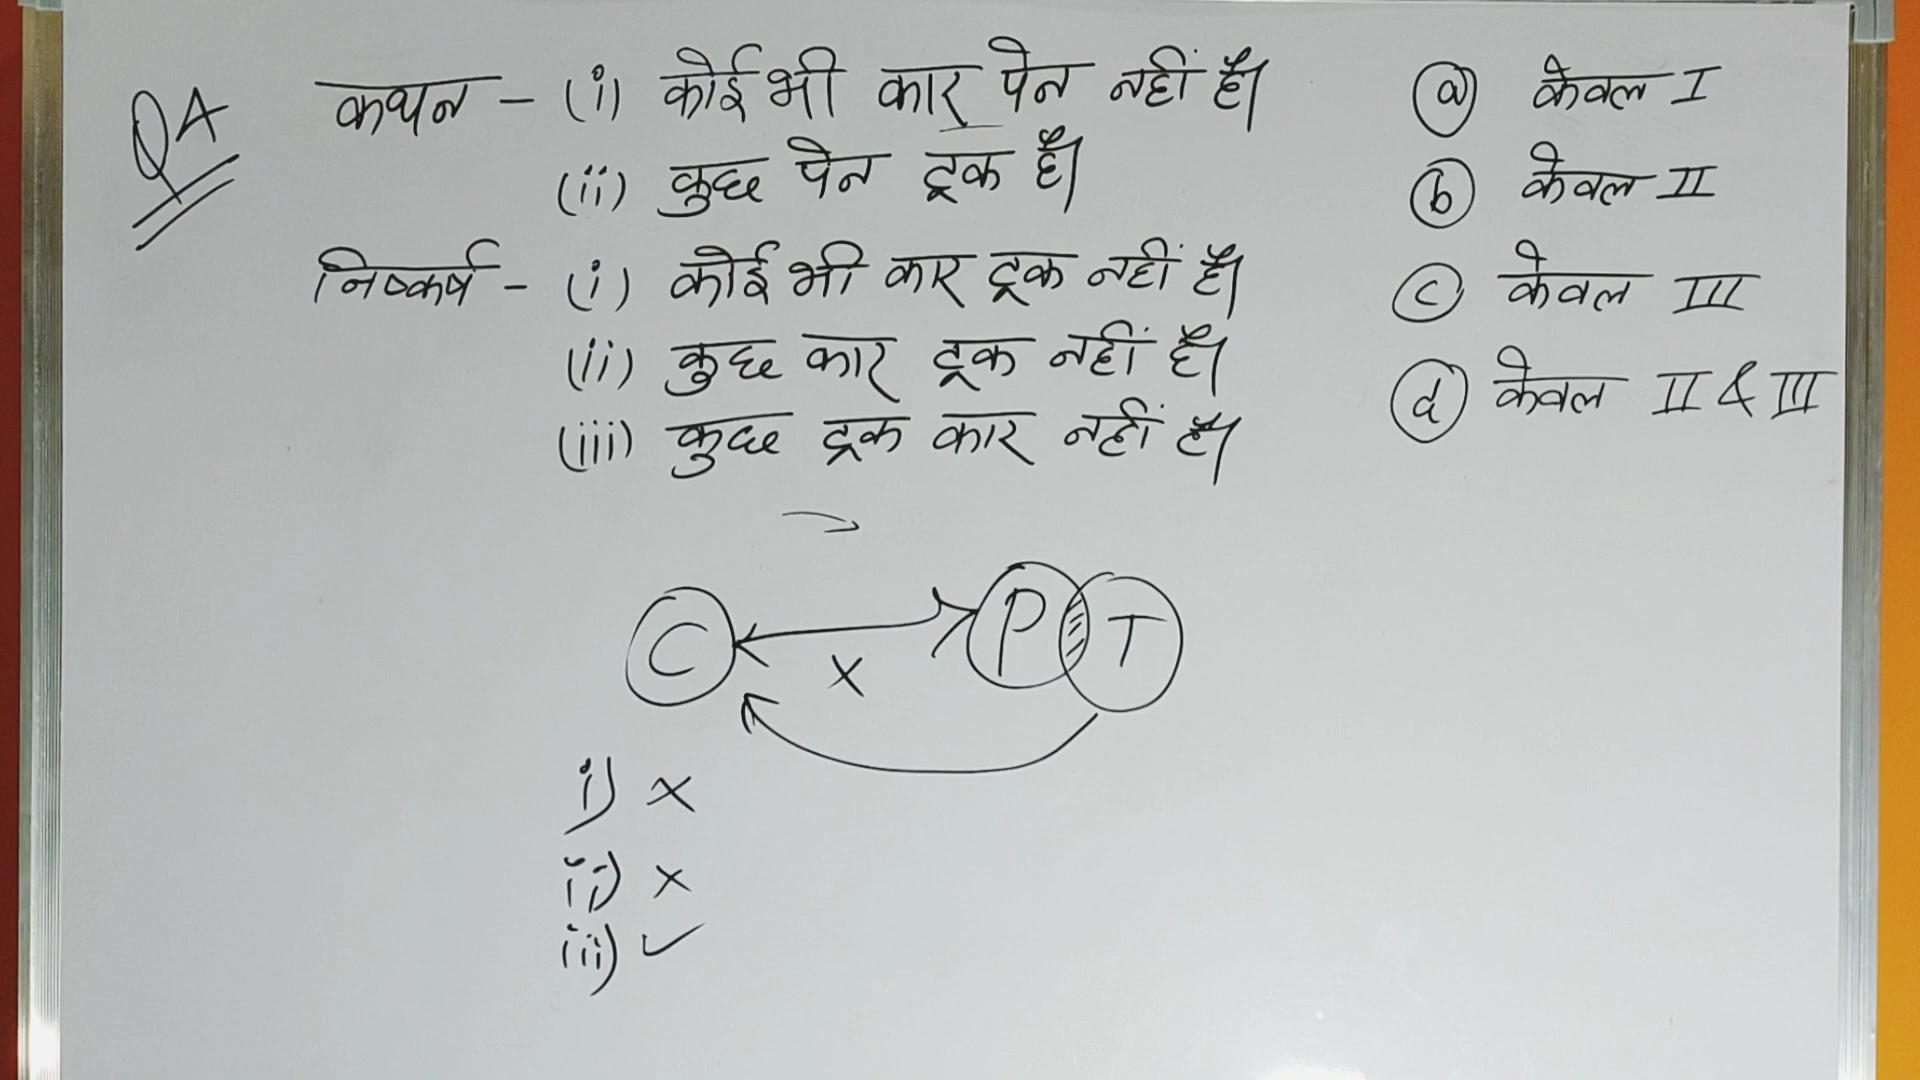 Q4
कथन - (i) कोई भी कार पेन नहीं है।
(ii) कुछ पेन ट्रक है।
निष्कर्ष - (i) कोई भी कार ट्रक नहीं है।
(ii) कुछ कार ट्रक नहीं है।
(iii) कुछ ट्रक कार नहीं है।
(a) केवल I
(b) केवल II
(c) केवल III
(d) केवल II & III
C X P T
i) ×
ii) ×
iii) ✓